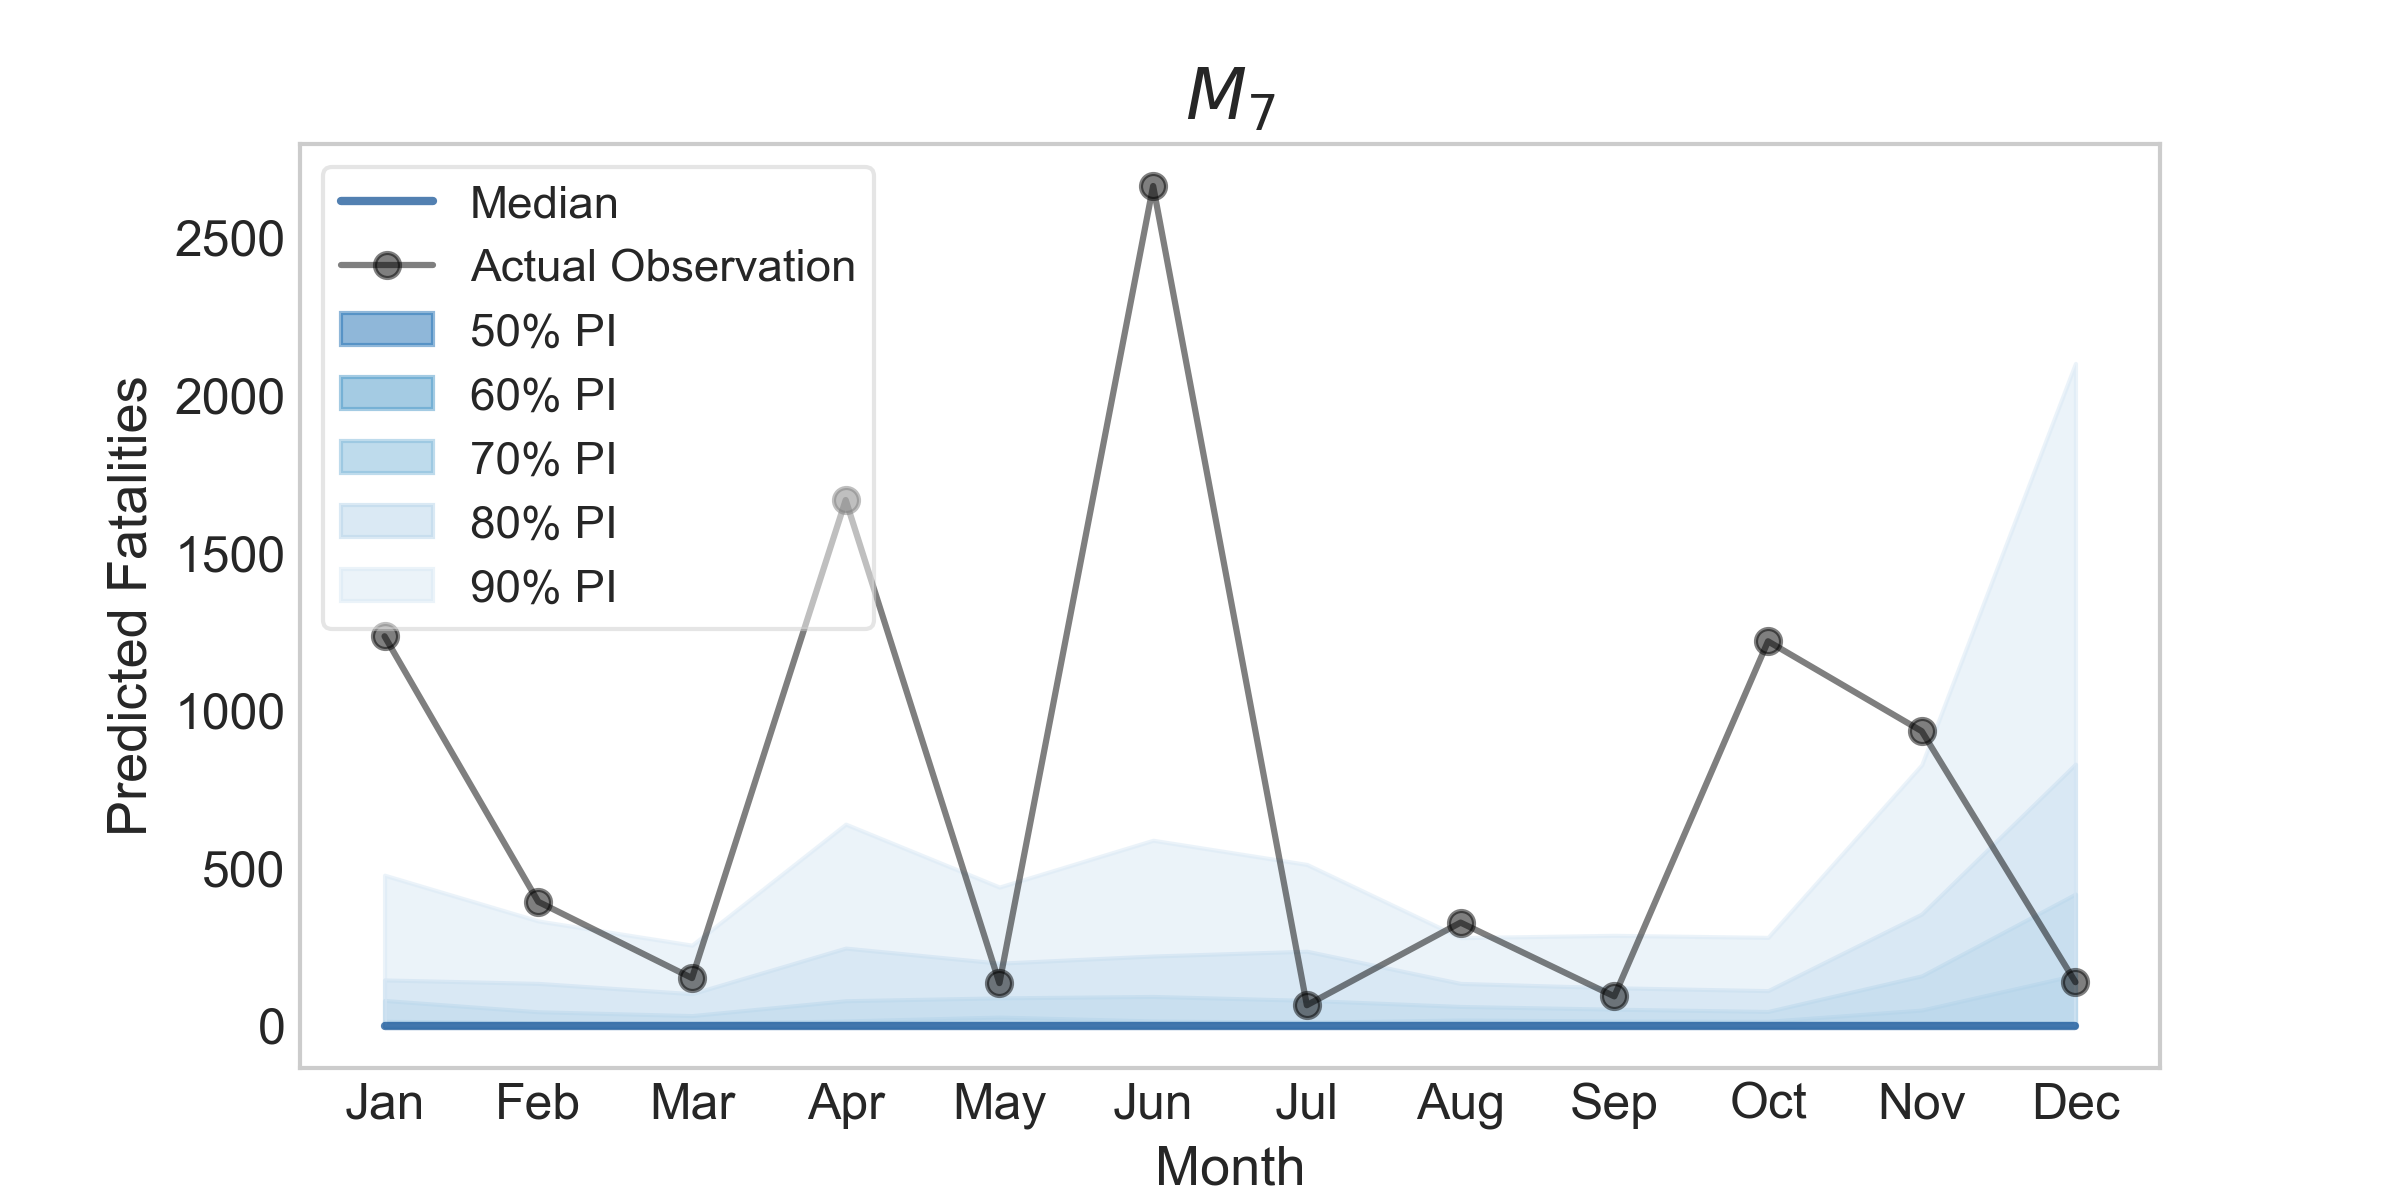 M7
Median
Actual Observation
50% PI
60% PI
70% PI
80% PI
90% PI
Predicted Fatalities
2500
2000
1500
1000
500
0
Jan Feb Mar Apr May Jun Jul Aug Sep Oct Nov Dec
Month